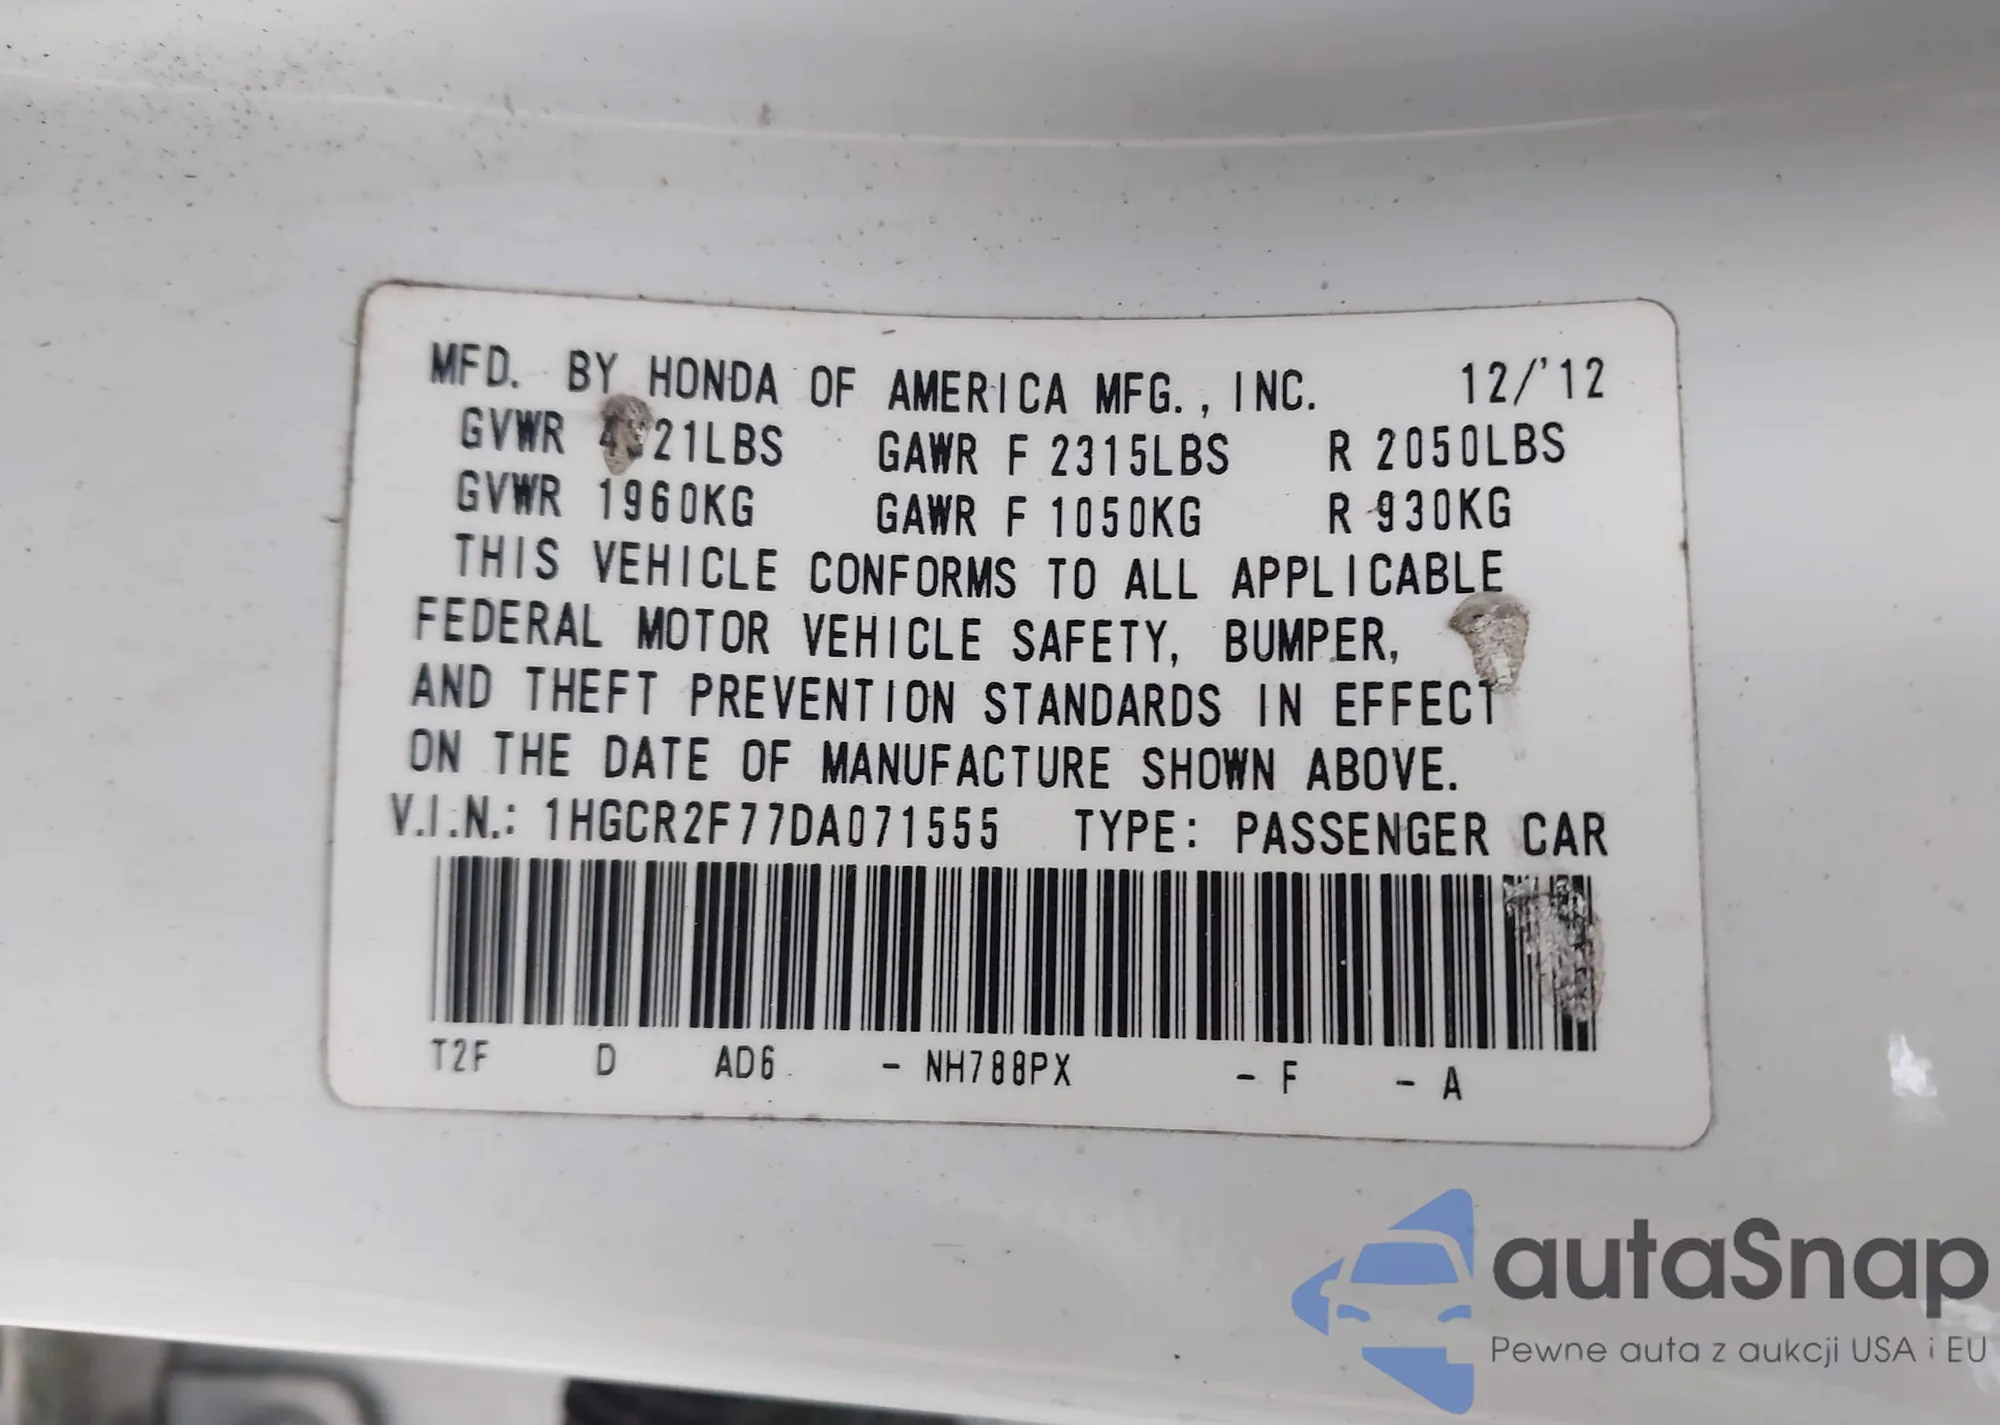 MFD. BY HONDA OF AMERICA MFG., INC. 12/'12
GVWR GAWR F 2315LBS R 2050LBS
GVWR 1960KG GAWR F 1050KG R 930KG
THIS VEHICLE CONFORMS TO ALL APPLICABLE
FEDERAL MOTOR VEHICLE SAFETY, BUMPER,
AND THEFT PREVENTION STANDARDS IN EFFECT
ON THE DATE OF MANUFACTURE SHOWN ABOVE.
V.I.N.: 1HGCR2F77DA071555 TYPE: PASSENGER CAR
T2F D AD6 - NH788PX - F - A
autaSnap
Pewne auta z aukcji USA i EU